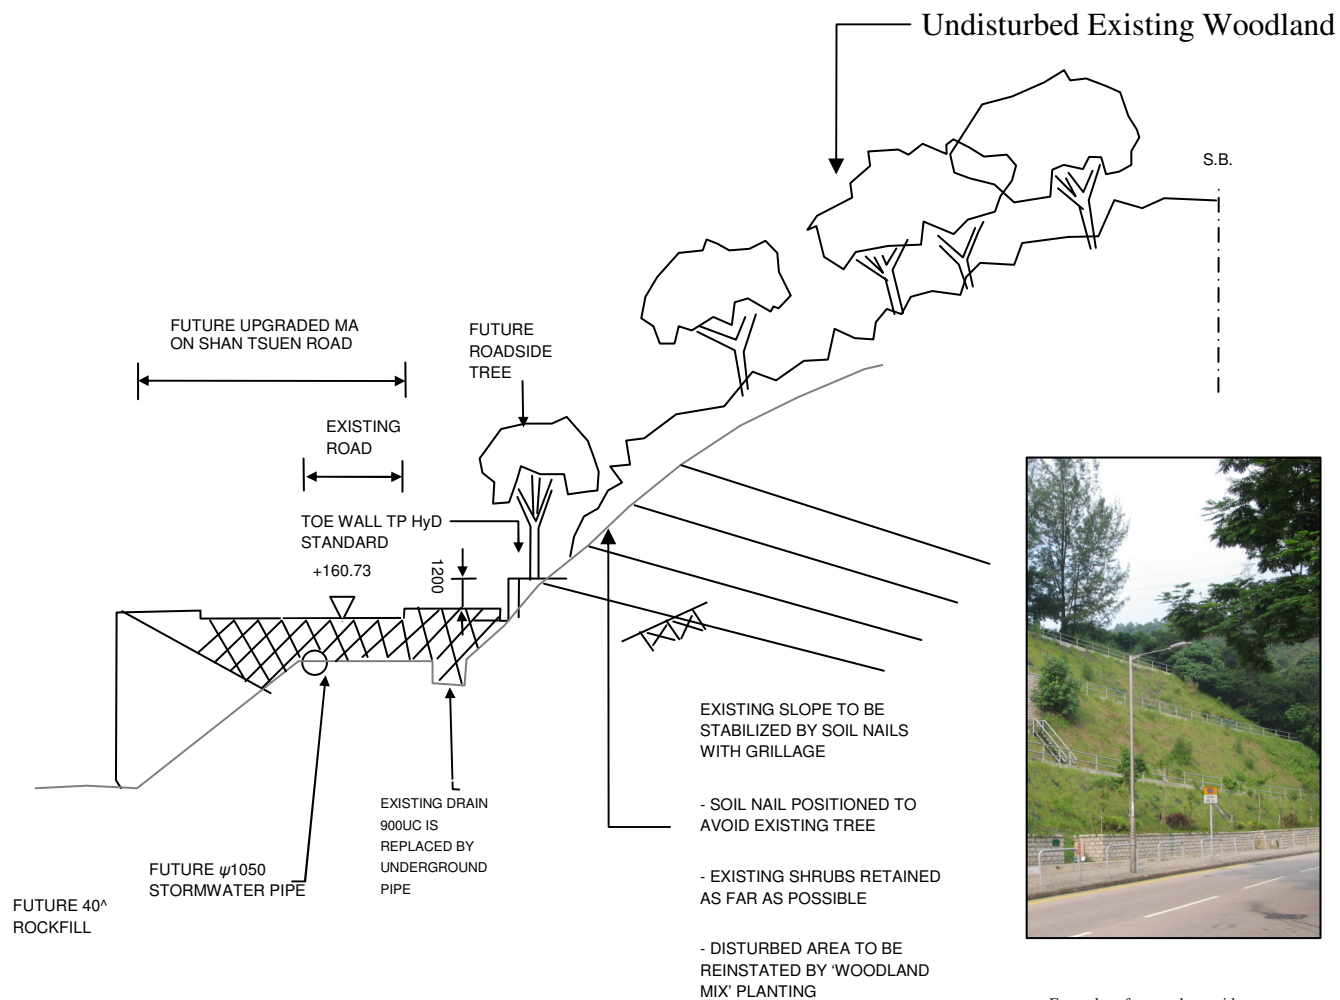 Undisturbed Existing Woodland
S.B.
FUTURE UPGRADED MA
ON SHAN TSUEN ROAD
FUTURE
ROADSIDE
TREE
EXISTING
ROAD
TOE WALL TP HyD
STANDARD
+160.73
1200
EXISTING SLOPE TO BE
STABILIZED BY SOIL NAILS
WITH GRILLAGE
- SOIL NAIL POSITIONED TO
AVOID EXISTING TREE
- EXISTING SHRUBS RETAINED
AS FAR AS POSSIBLE
- DISTURBED AREA TO BE
REINSTATED BY ‘WOODLAND
MIX’ PLANTING
EXISTING DRAIN
900UC IS
REPLACED BY
UNDERGROUND
PIPE
FUTURE ψ1050
STORMWATER PIPE
FUTURE 40^
ROCKFILL